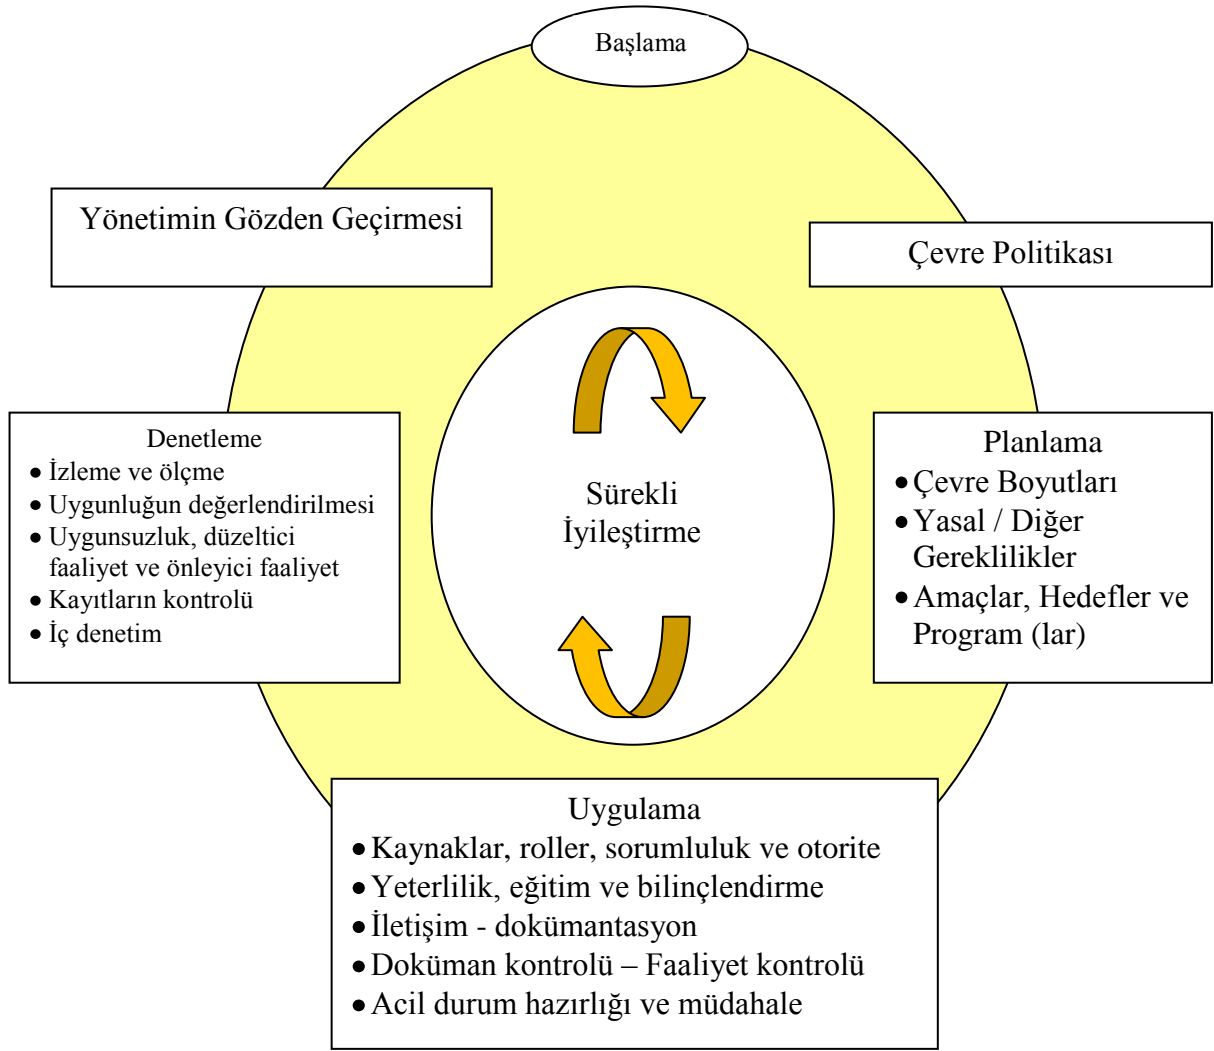 Başlama
Yönetimin Gözden Geçirmesi
Çevre Politikası
Denetleme
• İzleme ve ölçme
• Uygunluğun değerlendirilmesi
• Uygunsuzluk, düzeltici
faaliyet ve önleyici faaliyet
• Kayıtların kontrolü
• İç denetim
Sürekli
İyileştirme
Planlama
• Çevre Boyutları
• Yasal / Diğer
Gereklilikler
• Amaçlar, Hedefler ve
Program (lar)
Uygulama
• Kaynaklar, roller, sorumluluk ve otorite
• Yeterlilik, eğitim ve bilinçlendirme
• İletişim - dokümantasyon
• Doküman kontrolü – Faaliyet kontrolü
• Acil durum hazırlığı ve müdahale